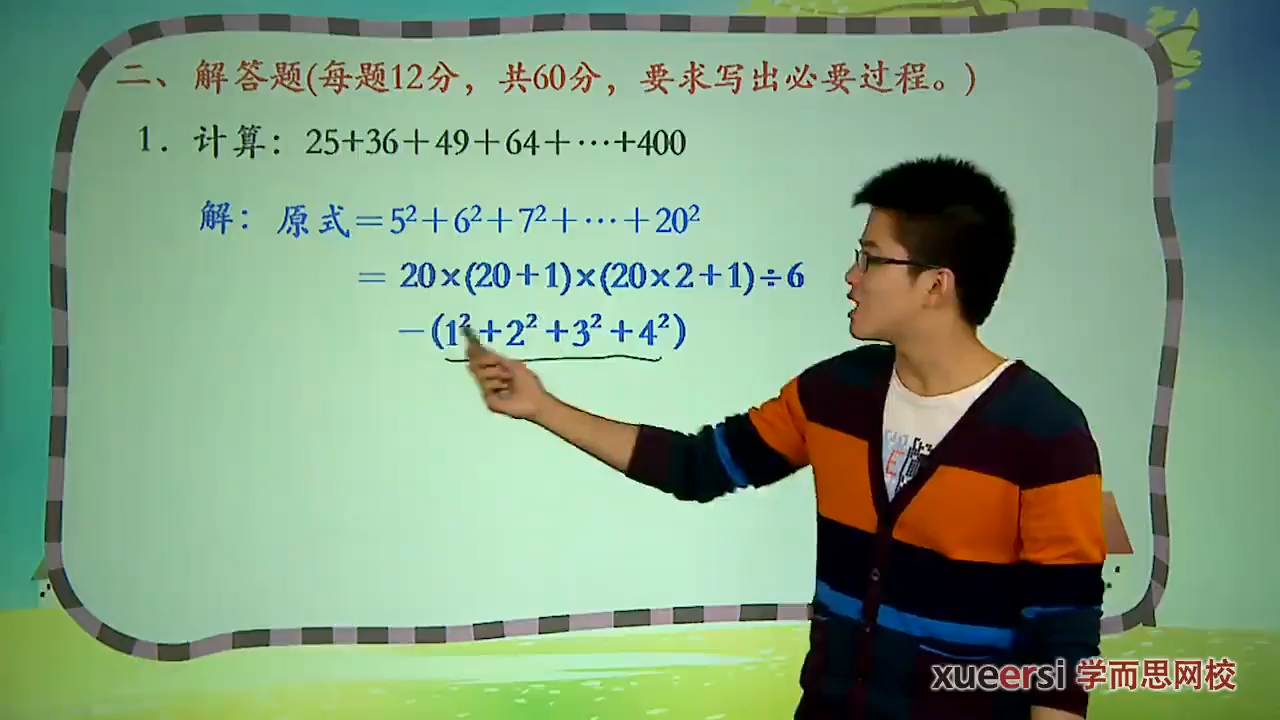 二、解答题(每题12分，共60分，要求写出必要过程。)
1. 计算：25+36+49+64+···+400
解：原式=5²+6²+7²+···+20²
= 20×(20+1)×(20×2+1)÷6
-(1²+2²+3²+4²)
xueersi 学而思网校